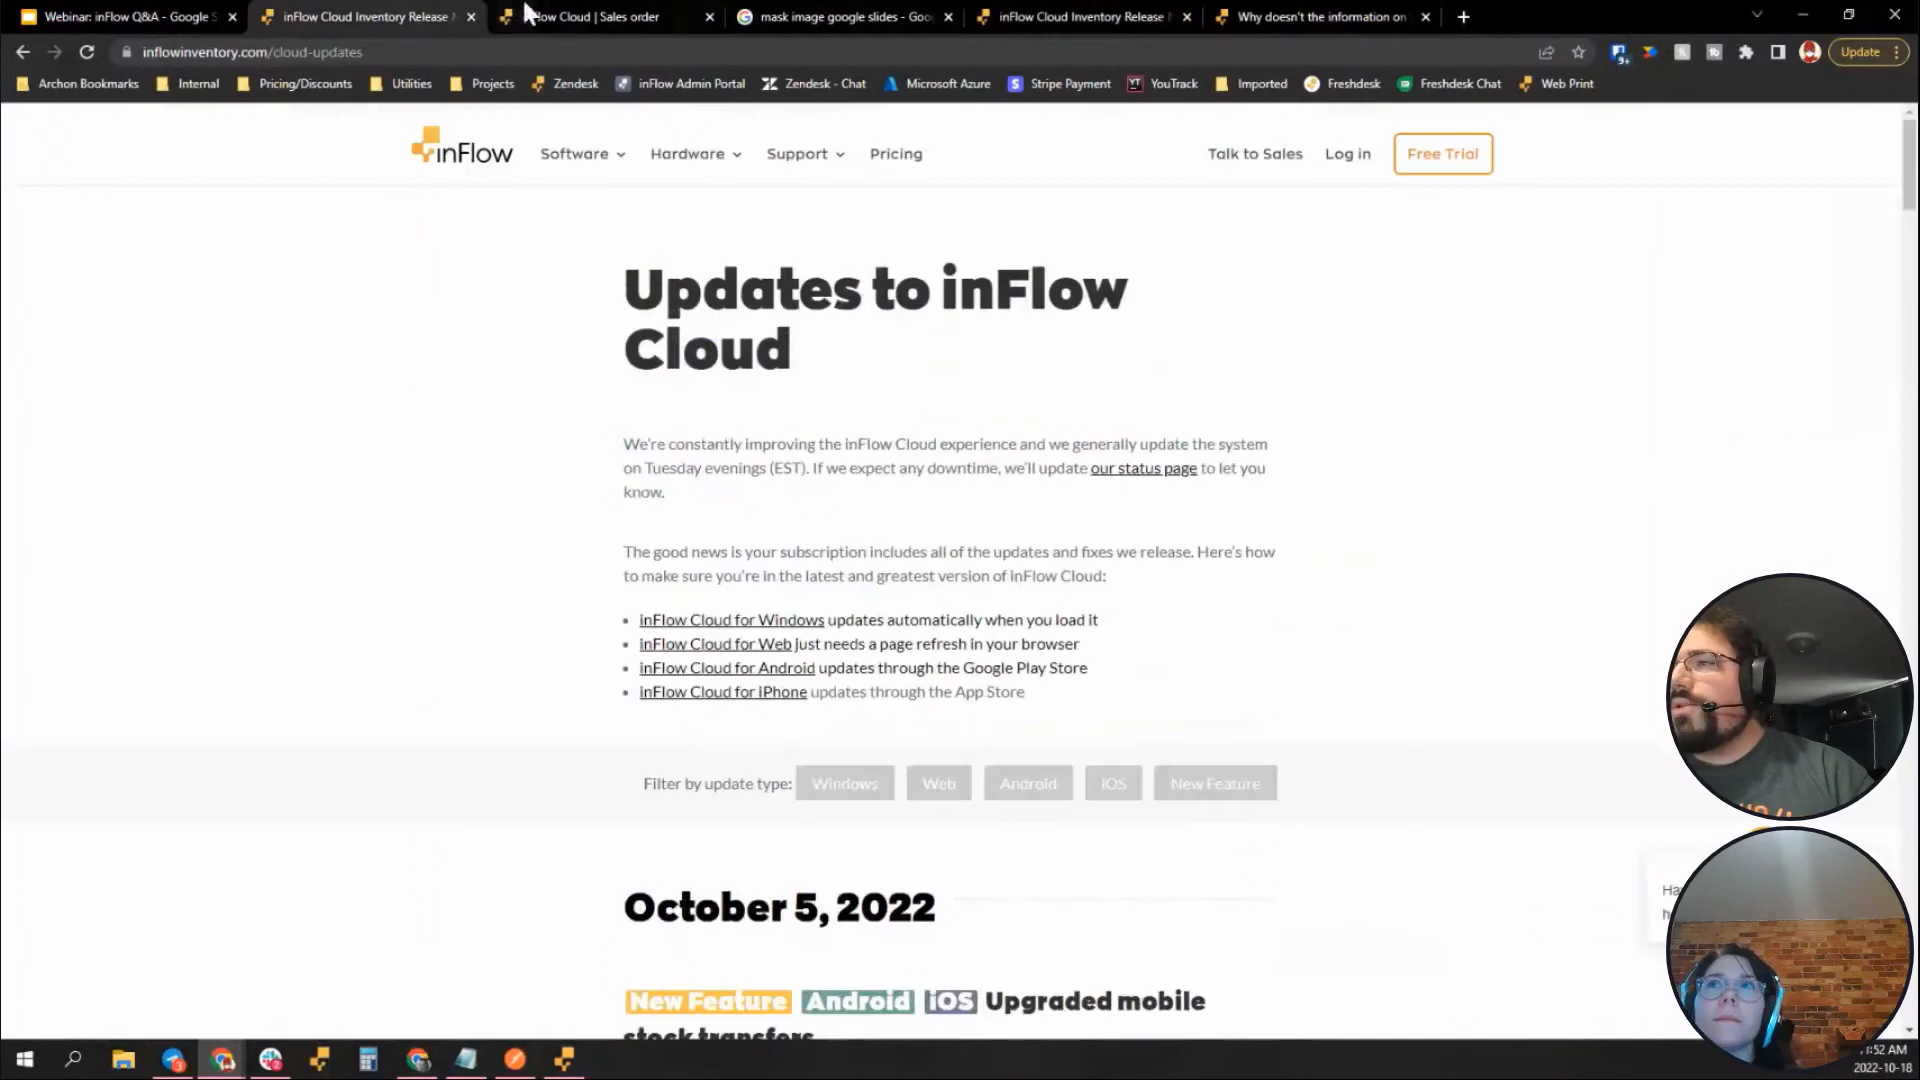 Webinar: inFlow Q&A - Google S
inFlow Cloud Inventory Release N
low Cloud | Sales order
mask image google slides - Goo
inFlow Cloud Inventory Release N
Why doesn't the information on
inflowinventory.com/cloud-updates
9+
Update
Archon Bookmarks
Internal
Pricing/Discounts
Utilities
Projects
Zendesk
inFlow Admin Portal
Zendesk - Chat
Microsoft Azure
Stripe Payment
YouTrack
Imported
Freshdesk
Freshdesk Chat
Web Print
inFlow
Software
Hardware
Support
Pricing
Talk to Sales
Log in
Free Trial
Updates to inFlow
Cloud
We're constantly improving the inFlow Cloud experience and we generally update the system
on Tuesday evenings (EST). If we expect any downtime, we'll update our status page to let you
know.
The good news is your subscription includes all of the updates and fixes we release. Here's how
to make sure you're in the latest and greatest version of inFlow Cloud:
inFlow Cloud for Windows updates automatically when you load it
inFlow Cloud for Web just needs a page refresh in your browser
inFlow Cloud for Android updates through the Google Play Store
inFlow Cloud for iPhone updates through the App Store
Filter by update type:
Windows
Web
Android
iOS
New Feature
October 5, 2022
New Feature Android iOS Upgraded mobile
stock transfers
:52 AM
2022-10-18